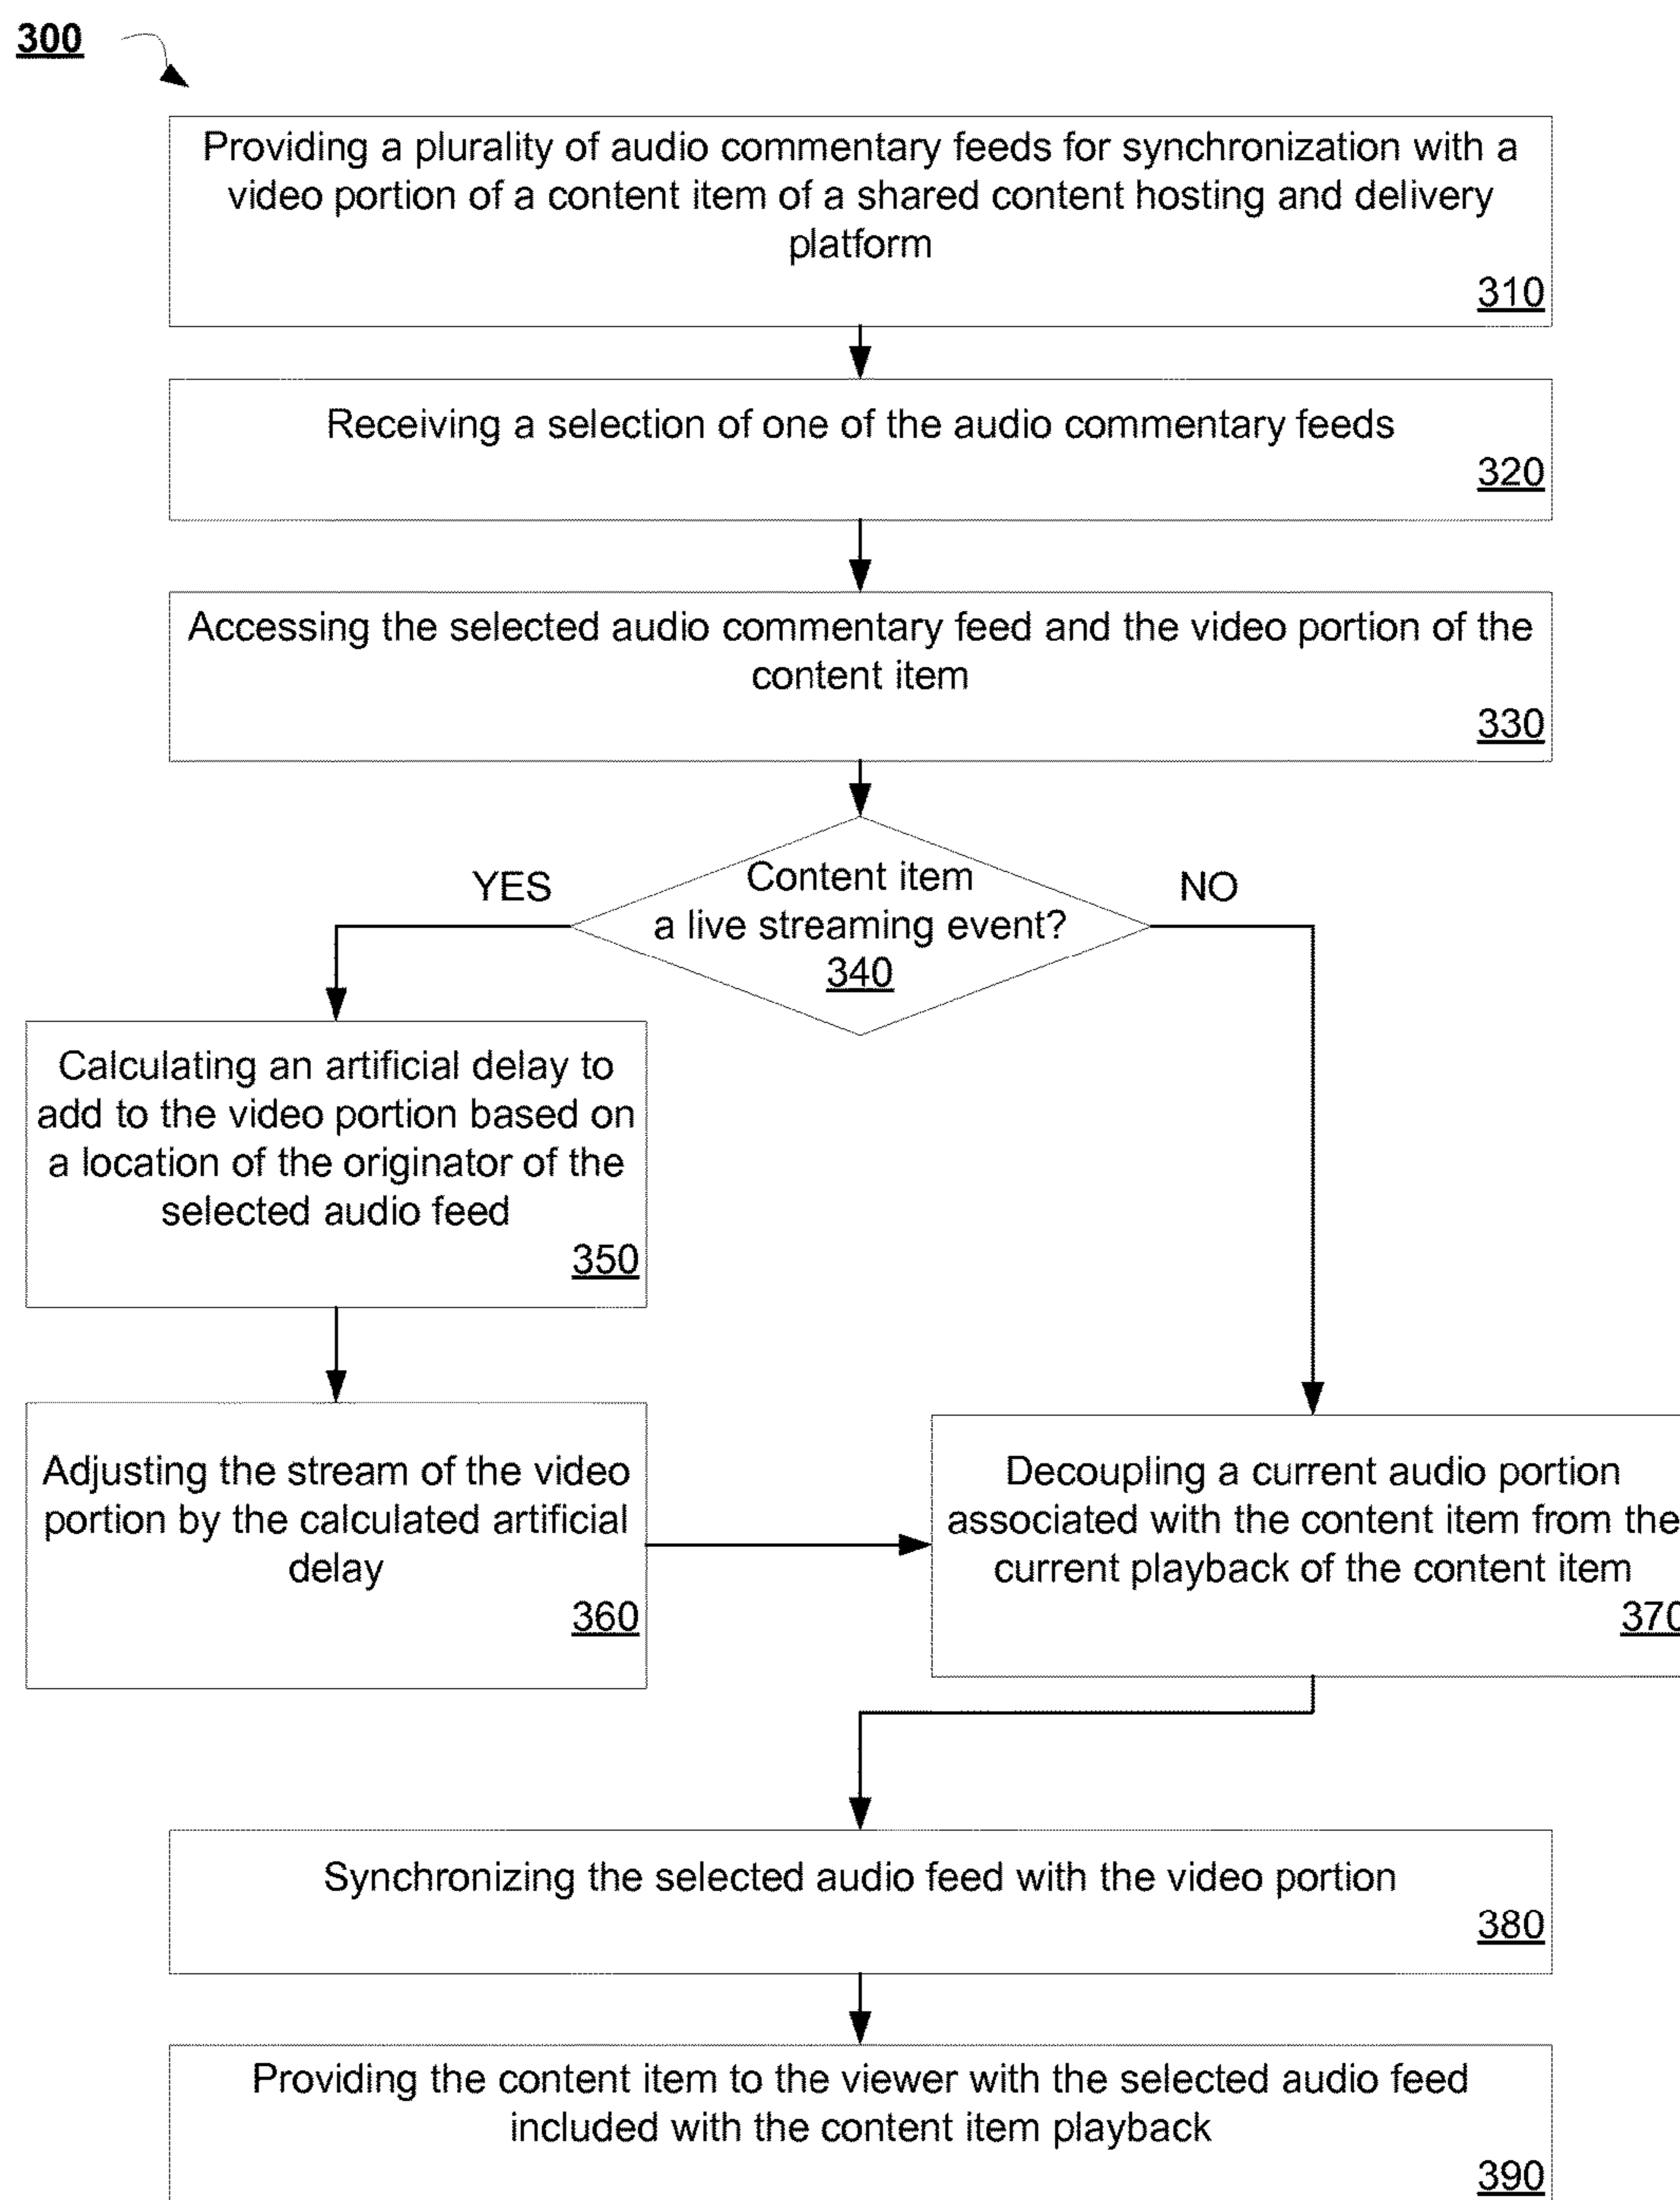 300
Providing a plurality of audio commentary feeds for synchronization with a
video portion of a content item of a shared content hosting and delivery
platform
310
Receiving a selection of one of the audio commentary feeds
320
Accessing the selected audio commentary feed and the video portion of the
content item
330
Content item
a live streaming event?
340
YES
NO
Calculating an artificial delay to
add to the video portion based on
a location of the originator of the
selected audio feed
350
Adjusting the stream of the video
portion by the calculated artificial
delay
360
Decoupling a current audio portion
associated with the content item from the
current playback of the content item
370
Synchronizing the selected audio feed with the video portion
380
Providing the content item to the viewer with the selected audio feed
included with the content item playback
390